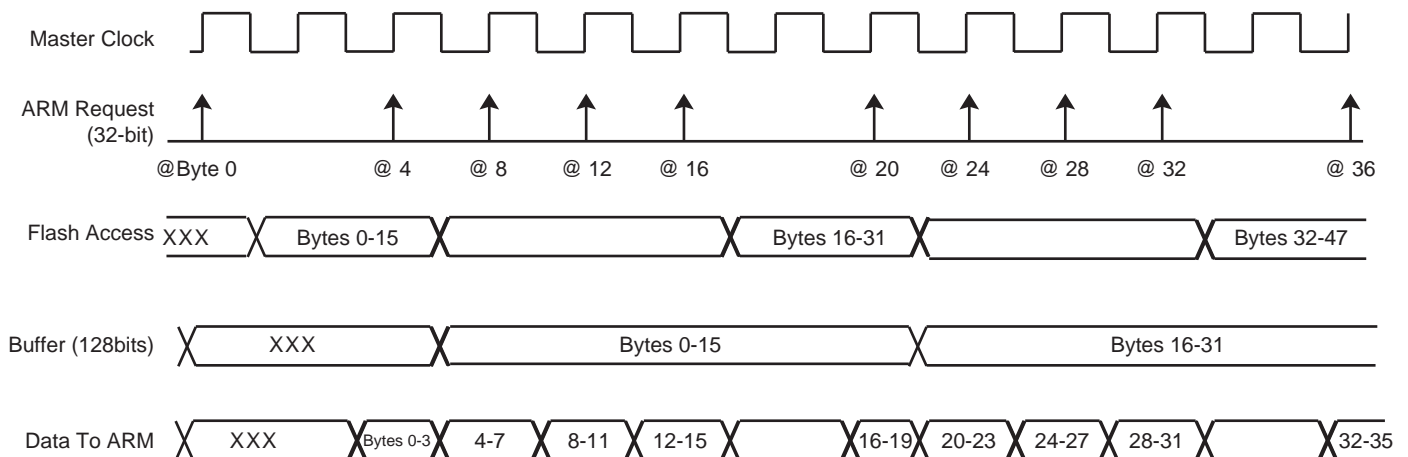 Master Clock
ARM Request
(32-bit)
@Byte 0 @ 4 @ 8 @ 12 @ 16 @ 20 @ 24 @ 28 @ 32 @ 36
Flash Access XXX Bytes 0-15 Bytes 16-31 Bytes 32-47
Buffer (128bits) XXX Bytes 0-15 Bytes 16-31
Data To ARM XXX Bytes 0-3 4-7 8-11 12-15 16-19 20-23 24-27 28-31 32-35